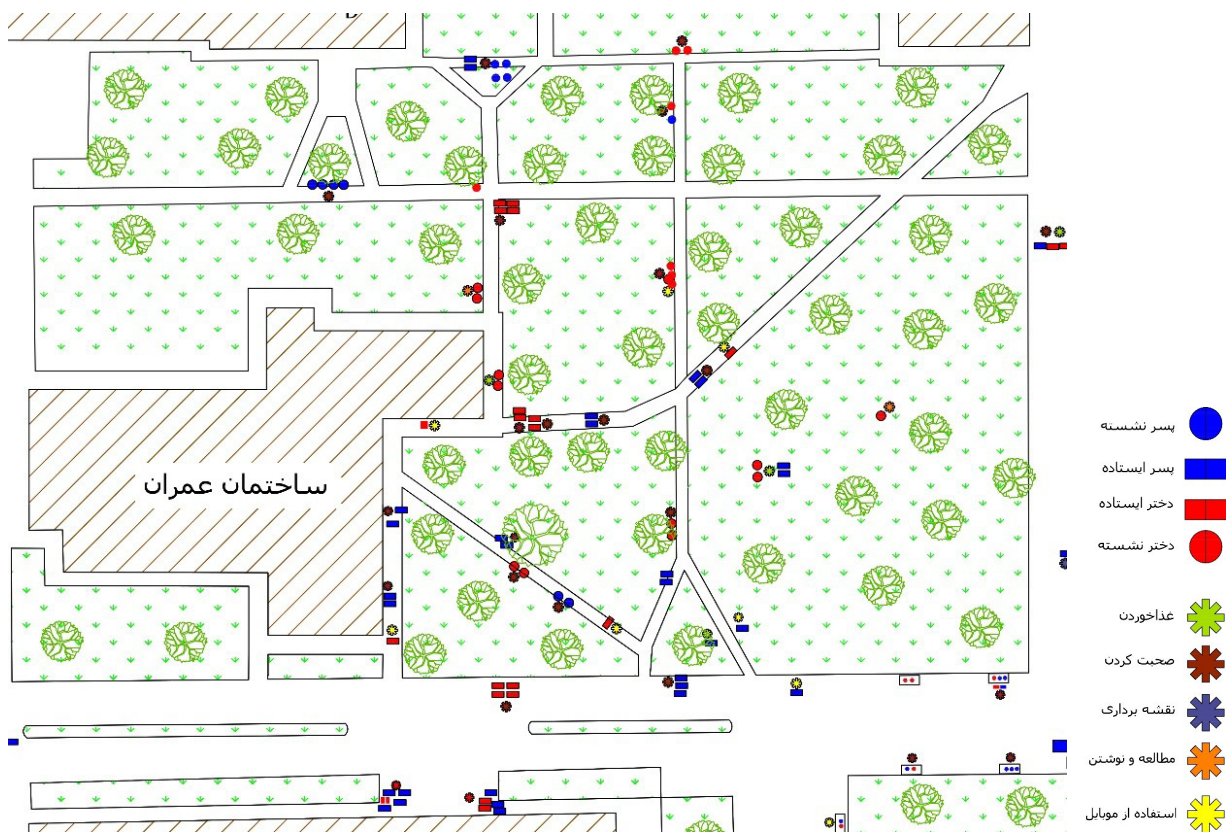 ساختمان عمران
پسر نشسته
پسر ایستاده
دختر ایستاده
دختر نشسته
غذاخوردن
صحبت کردن
نقشه برداری
مطالعه و نوشتن
استفاده از موبایل